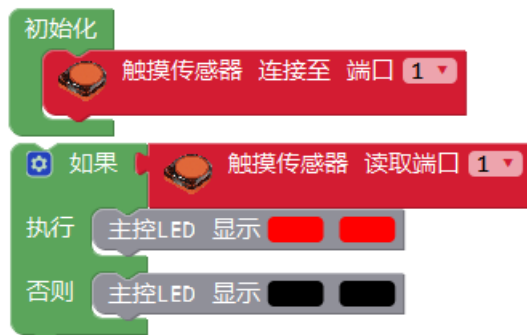 初始化
触摸传感器 连接至 端口 1
如果 触摸传感器 读取端口 1
执行 主控LED 显示
否则 主控LED 显示